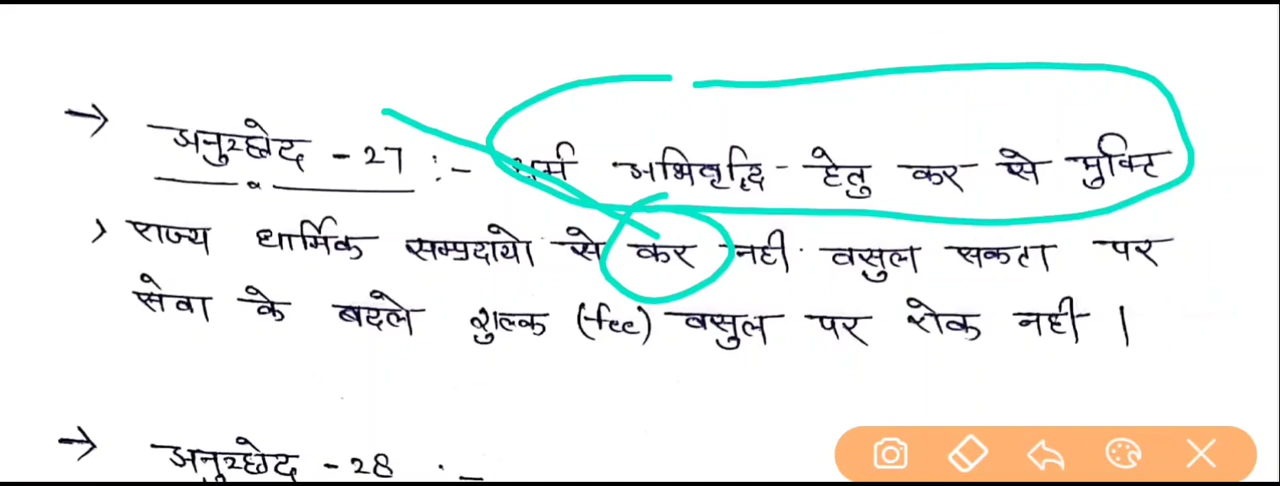 → अनुच्छेद - 27 :- धर्म अभिवृद्धि - हेतु कर से मुक्ति
› राज्य धार्मिक सम्प्रदायो से कर नही वसुल सकता पर
सेवा के बदले शुल्क (fee) वसुल पर रोक नही ।
→ अनुच्छेद - 28 :-